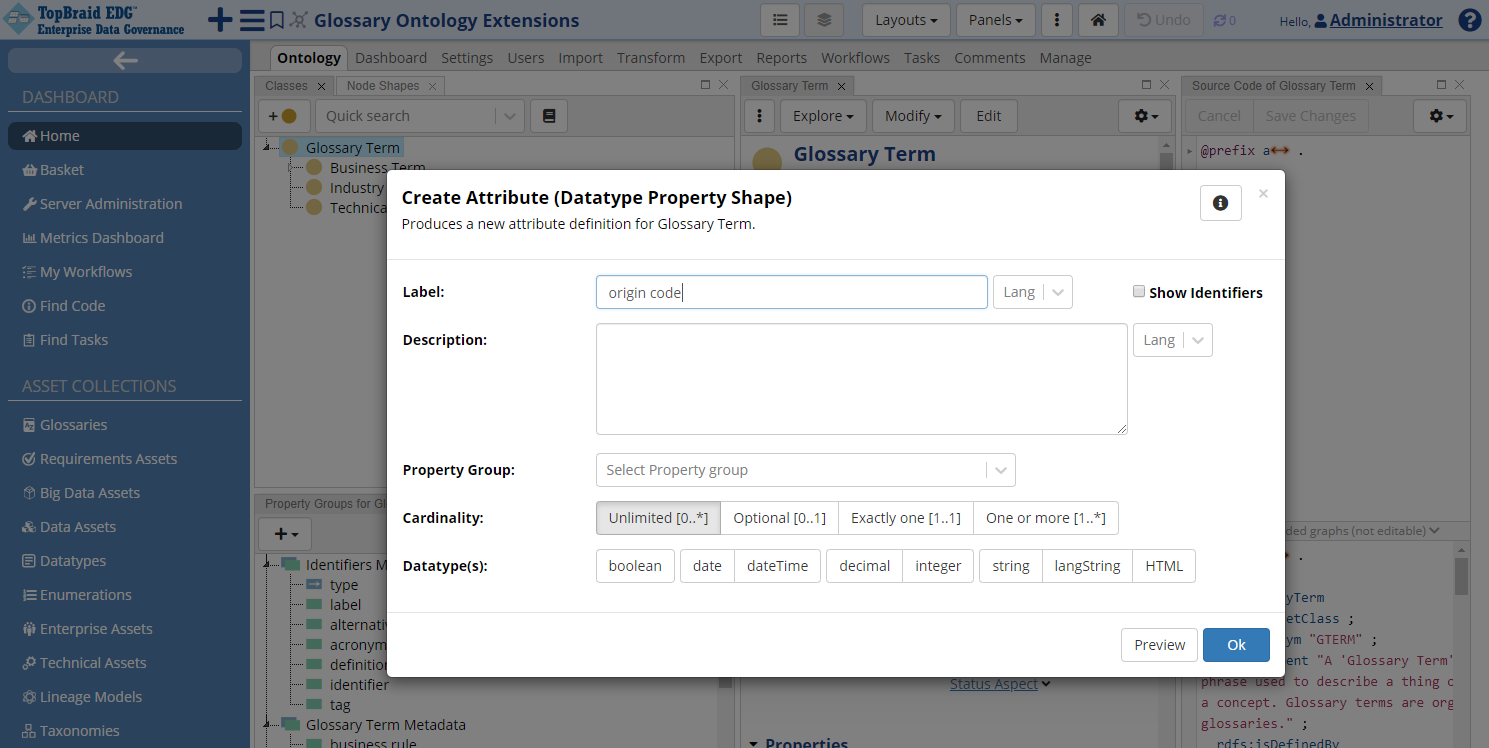 TopBraid EDG™
Enterprise Data Governance
Glossary Ontology Extensions
Layouts
Panels
Undo
0
Hello, Administrator
Ontology Dashboard Settings Users Import Transform Export Reports Workflows Tasks Comments Manage
DASHBOARD
Home
Basket
Server Administration
Metrics Dashboard
My Workflows
Find Code
Find Tasks
ASSET COLLECTIONS
Glossaries
Requirements Assets
Big Data Assets
Data Assets
Datatypes
Enumerations
Enterprise Assets
Technical Assets
Lineage Models
Taxonomies
Classes
Node Shapes
Quick search
Glossary Term
Business Term
Industry
Technica
Property Groups for Gl
Identifiers M
type
label
alternativ
acronym
definition
identifier
tag
Glossary Term Metadata
business rule
Glossary Term
Explore
Modify
Edit
Glossary Term
Status Aspect
Properties
Source Code of Glossary Term
Cancel
Save Changes
@prefix a .
ded graphs (not editable)
.
yTerm
etClass ;
ym "GTERM" ;
ent "A 'Glossary Term'
phrase used to describe a thing o
a concept. Glossary terms are org
glossaries." ;
rdfs:isDefinedBy
Create Attribute (Datatype Property Shape)
Produces a new attribute definition for Glossary Term.
Label:
origin code
Lang
Show Identifiers
Description:
Lang
Property Group:
Select Property group
Cardinality:
Unlimited [0..*]
Optional [0..1]
Exactly one [1..1]
One or more [1..*]
Datatype(s):
boolean
date
dateTime
decimal
integer
string
langString
HTML
Preview
Ok